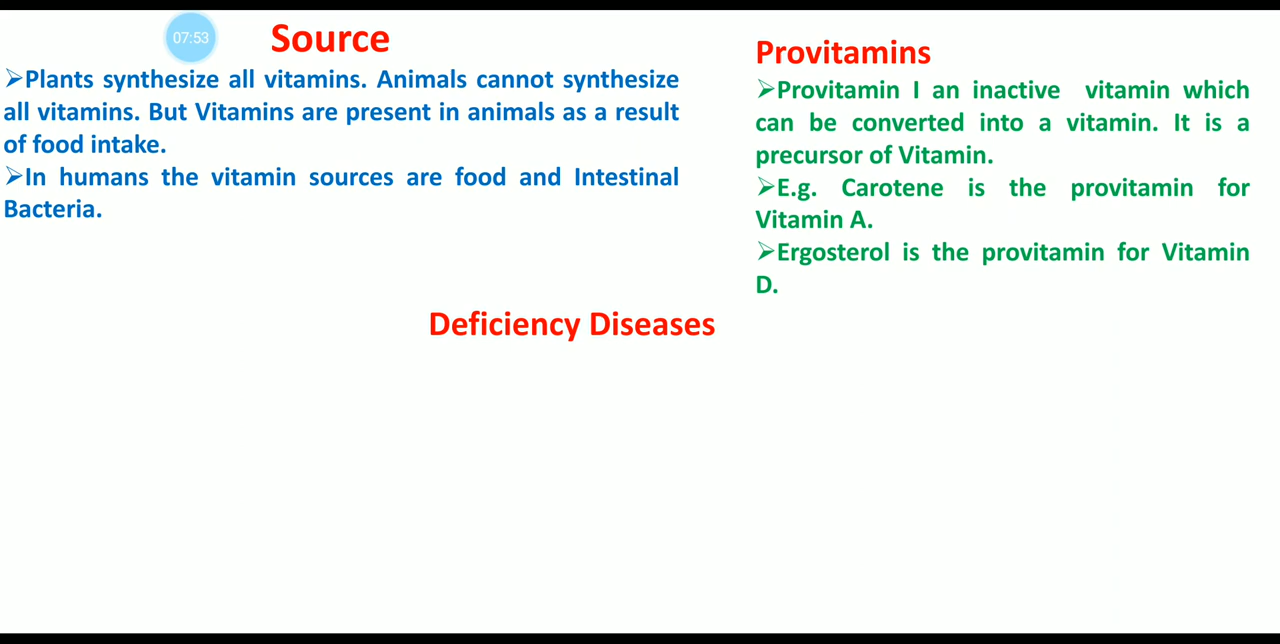 07:53
Source
➢Plants synthesize all vitamins. Animals cannot synthesize
all vitamins. But Vitamins are present in animals as a result
of food intake.
➢In humans the vitamin sources are food and Intestinal
Bacteria.
Provitamins
➢Provitamin I an inactive vitamin which
can be converted into a vitamin. It is a
precursor of Vitamin.
➢E.g. Carotene is the provitamin for
Vitamin A.
➢Ergosterol is the provitamin for Vitamin
D.
Deficiency Diseases